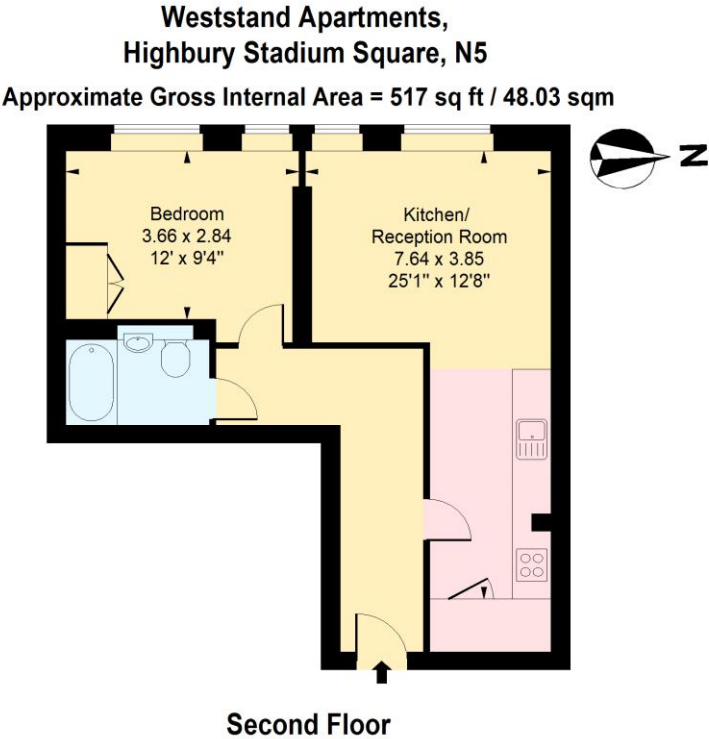 Weststand Apartments,
Highbury Stadium Square, N5
Approximate Gross Internal Area = 517 sq ft / 48.03 sqm
N
Bedroom
3.66 x 2.84
12' x 9'4"
Kitchen/
Reception Room
7.64 x 3.85
25'1" x 12'8"
Second Floor